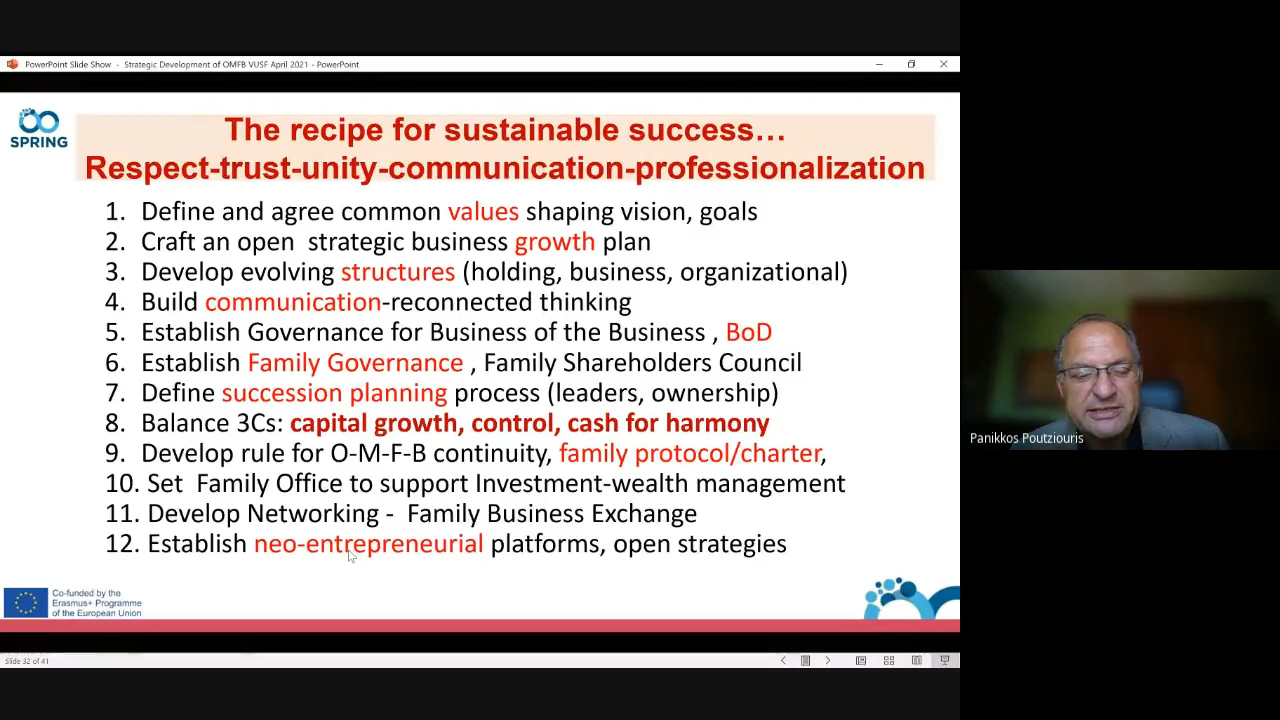 PowerPoint Slide Show - Strategic Development of OMFB VUSF April 2021 - PowerPoint
SPRING
The recipe for sustainable success…
Respect-trust-unity-communication-professionalization
1. Define and agree common values shaping vision, goals
2. Craft an open strategic business growth plan
3. Develop evolving structures (holding, business, organizational)
4. Build communication-reconnected thinking
5. Establish Governance for Business of the Business , BoD
6. Establish Family Governance , Family Shareholders Council
7. Define succession planning process (leaders, ownership)
8. Balance 3Cs: capital growth, control, cash for harmony
9. Develop rule for O-M-F-B continuity, family protocol/charter,
10. Set Family Office to support Investment-wealth management
11. Develop Networking - Family Business Exchange
12. Establish neo-entrepreneurial platforms, open strategies
Panikkos Poutziouris
Co-funded by the
Erasmus+ Programme
of the European Union
Slide 32 of 41